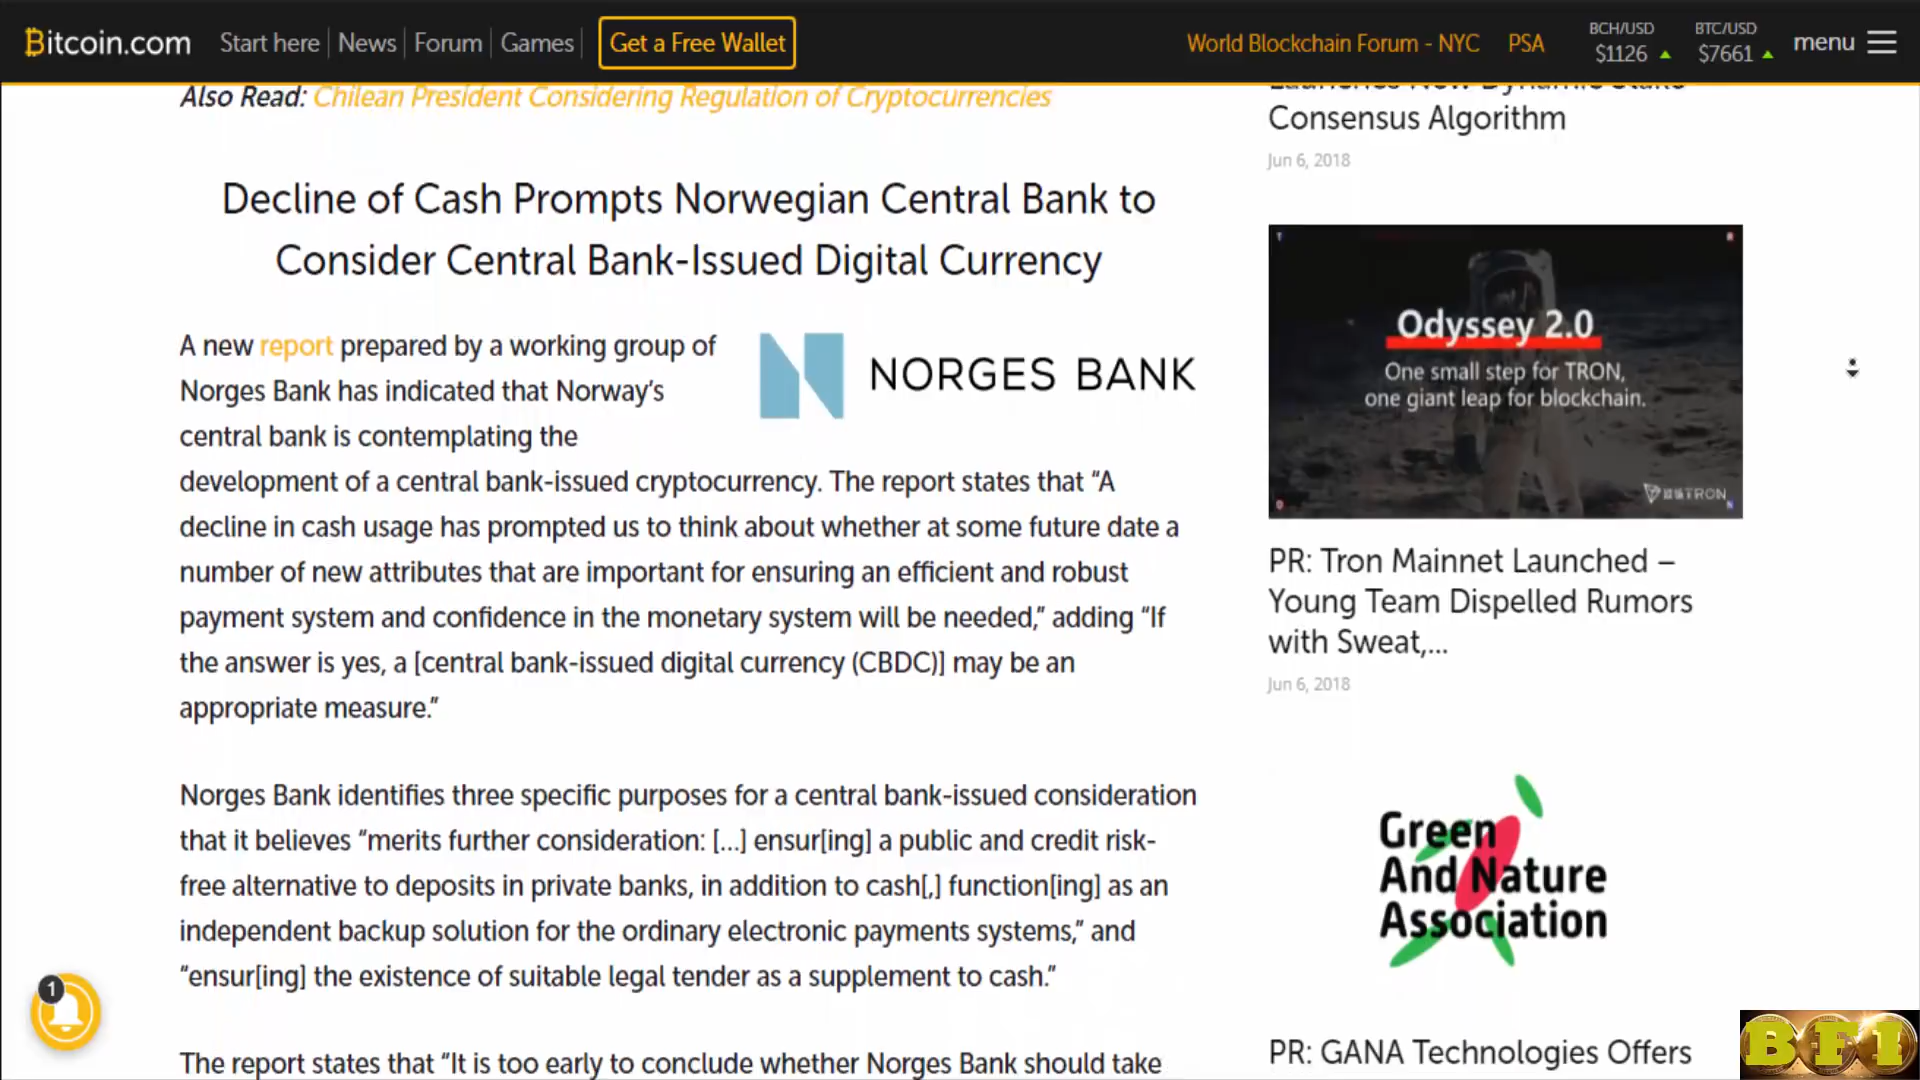 Bitcoin.com
Start here
News
Forum
Games
Get a Free Wallet
World Blockchain Forum - NYC
PSA
BCH/USD
$1126
BTC/USD
$7661
menu
Also Read: Chilean President Considering Regulation of Cryptocurrencies
Decline of Cash Prompts Norwegian Central Bank to
Consider Central Bank-Issued Digital Currency
A new report prepared by a working group of
Norges Bank has indicated that Norway's
central bank is contemplating the
NORGES BANK
development of a central bank-issued cryptocurrency. The report states that “A
decline in cash usage has prompted us to think about whether at some future date a
number of new attributes that are important for ensuring an efficient and robust
payment system and confidence in the monetary system will be needed,” adding “If
the answer is yes, a [central bank-issued digital currency (CBDC)] may be an
appropriate measure.”
Norges Bank identifies three specific purposes for a central bank-issued consideration
that it believes “merits further consideration: [...] ensur[ing] a public and credit risk-
free alternative to deposits in private banks, in addition to cash[,] function[ing] as an
independent backup solution for the ordinary electronic payments systems,” and
“ensur[ing] the existence of suitable legal tender as a supplement to cash.”
The report states that “It is too early to conclude whether Norges Bank should take
Launches New Dynamic Stake
Consensus Algorithm
Jun 6, 2018
Odyssey 2.0
One small step for TRON,
one giant leap for blockchain.
TRON
PR: Tron Mainnet Launched –
Young Team Dispelled Rumors
with Sweat,...
Jun 6, 2018
Green
And Nature
Association
PR: GANA Technologies Offers
1
BFI